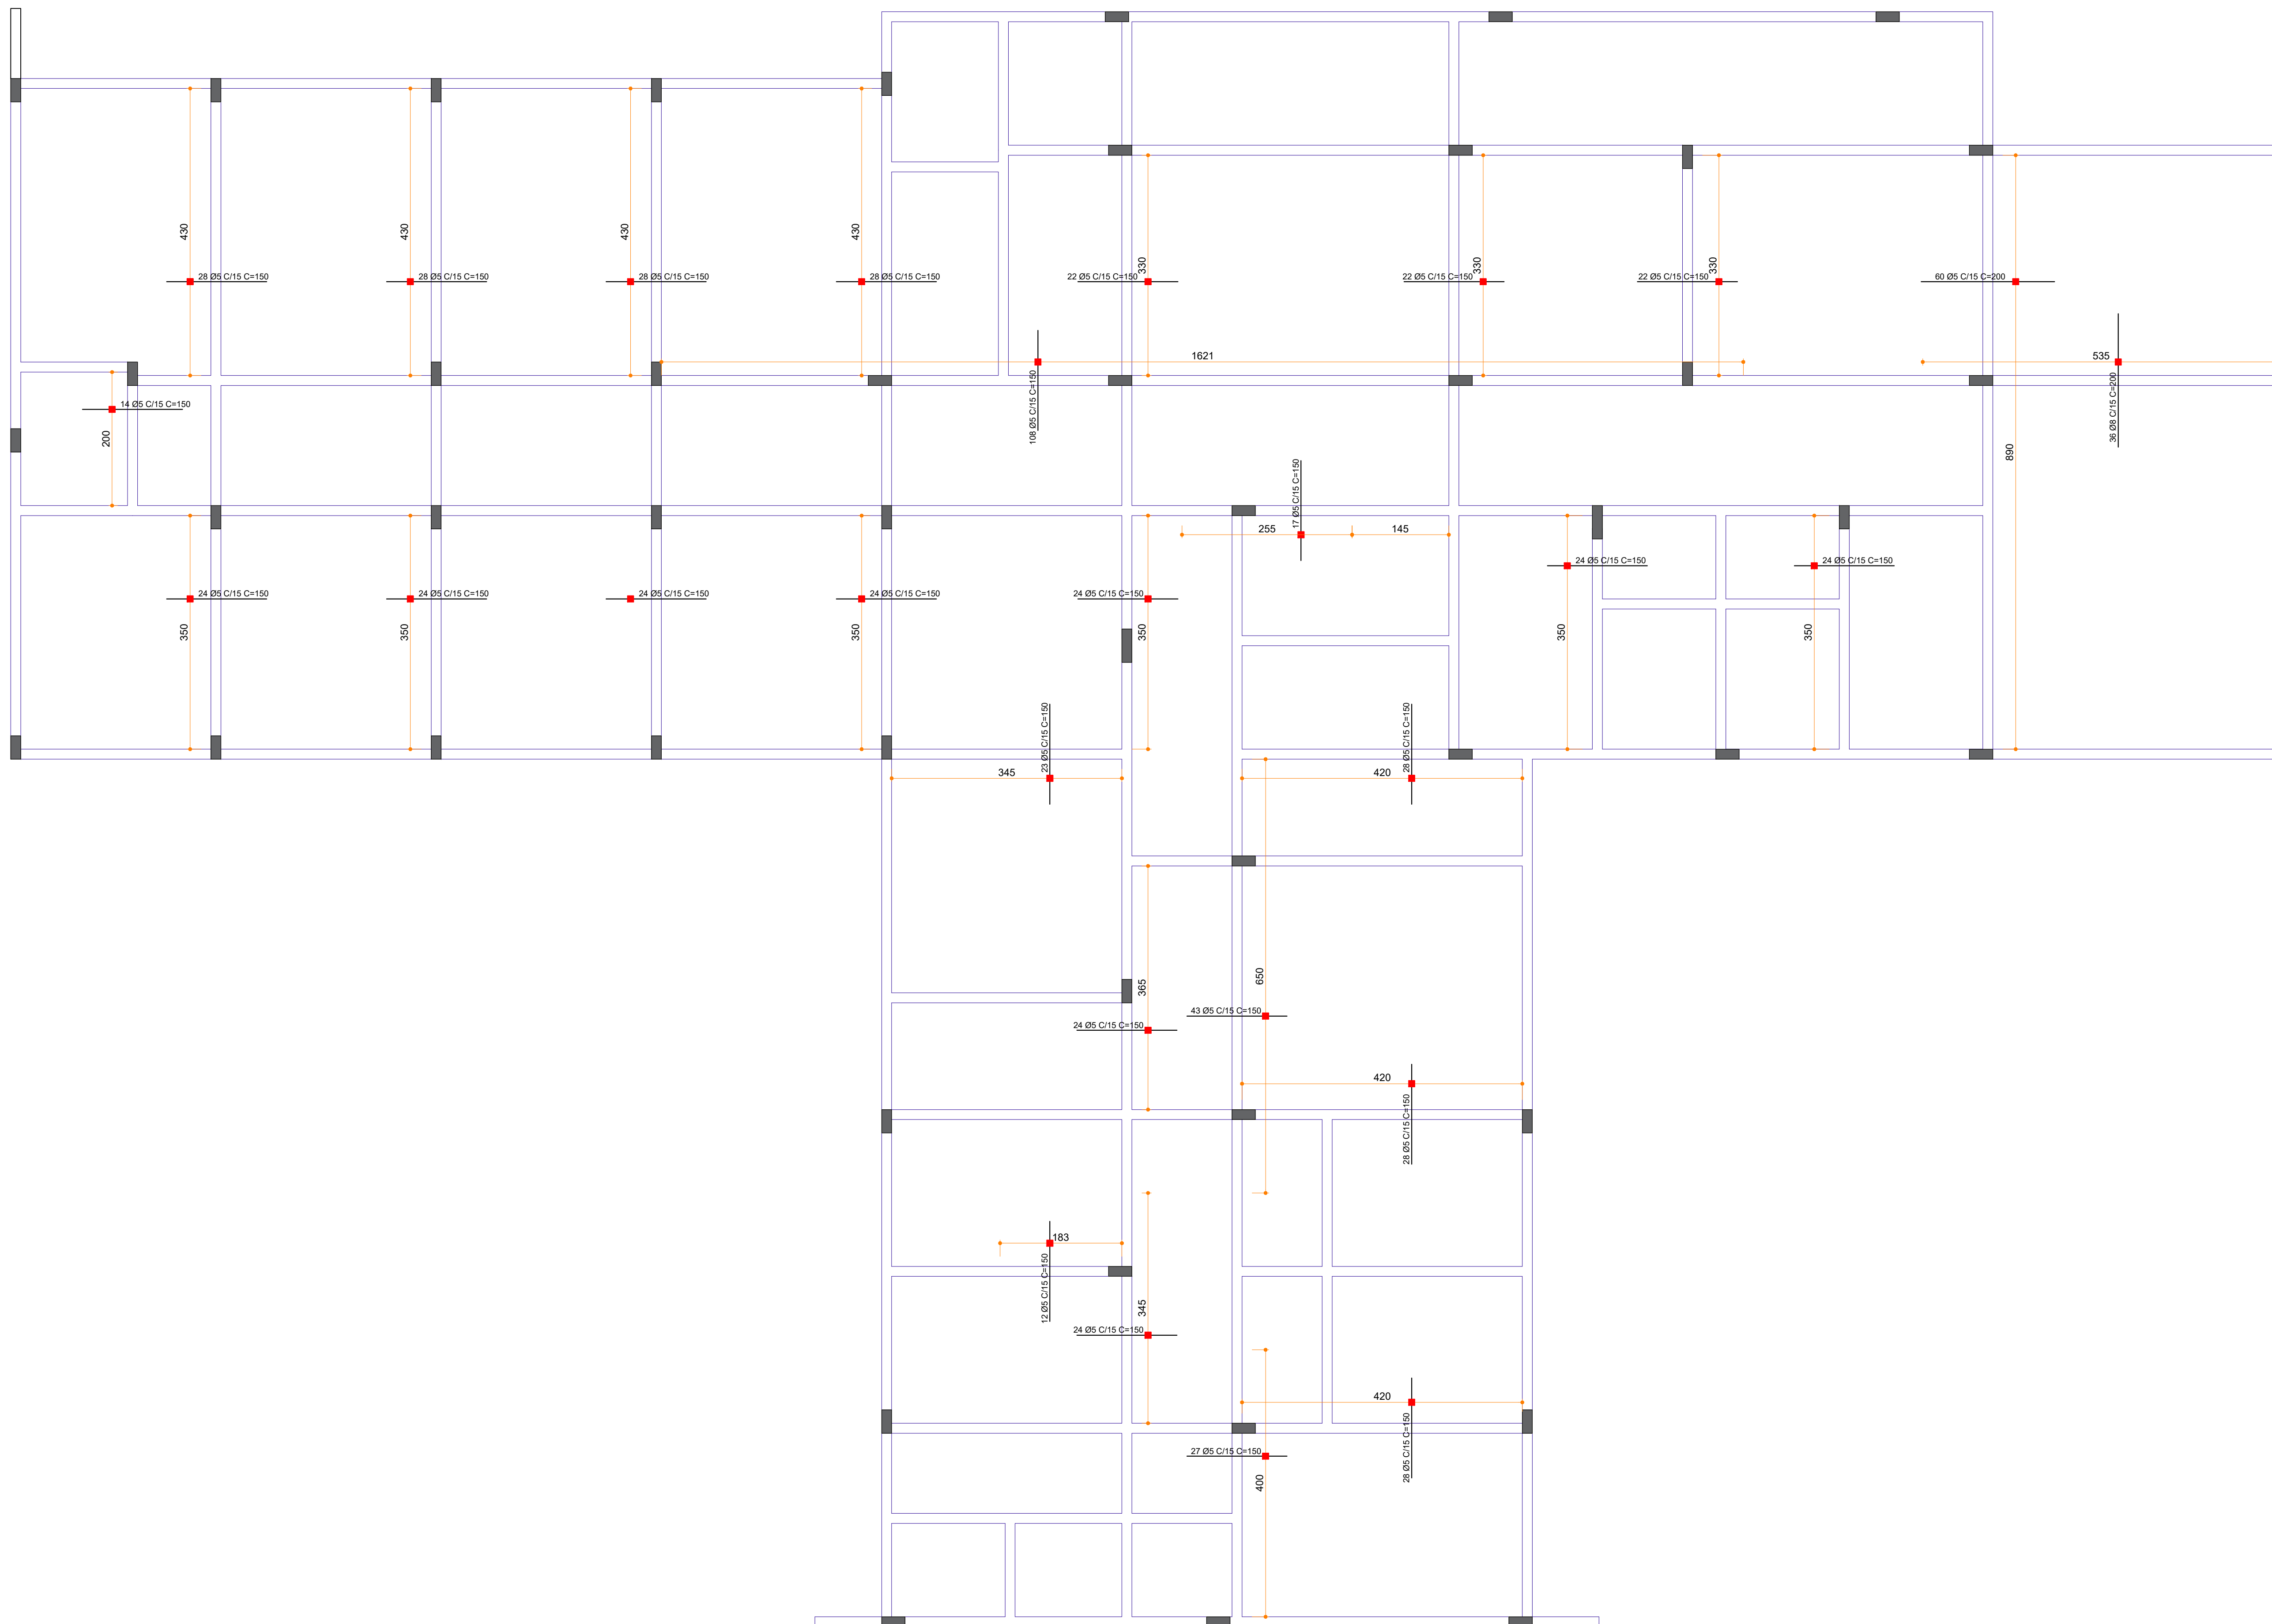 430
430
430
430
330
330
330
28 Ø5 C/15 C=150
28 Ø5 C/15 C=150
28 Ø5 C/15 C=150
28 Ø5 C/15 C=150
22 Ø5 C/15 C=150
22 Ø5 C/15 C=150
22 Ø5 C/15 C=150
60 Ø5 C/15 C=200
1621
535
108 Ø5 C/15 C=150
36 Ø8 C/15 C=200
14 Ø5 C/15 C=150
200
890
17 Ø5 C/15 C=150
255
145
24 Ø5 C/15 C=150
24 Ø5 C/15 C=150
24 Ø5 C/15 C=150
24 Ø5 C/15 C=150
24 Ø5 C/15 C=150
24 Ø5 C/15 C=150
24 Ø5 C/15 C=150
350
350
350
350
350
350
23 Ø5 C/15 C=150
28 Ø5 C/15 C=150
345
420
365
650
43 Ø5 C/15 C=150
24 Ø5 C/15 C=150
420
28 Ø5 C/15 C=150
183
12 Ø5 C/15 C=150
345
24 Ø5 C/15 C=150
420
28 Ø5 C/15 C=150
27 Ø5 C/15 C=150
400